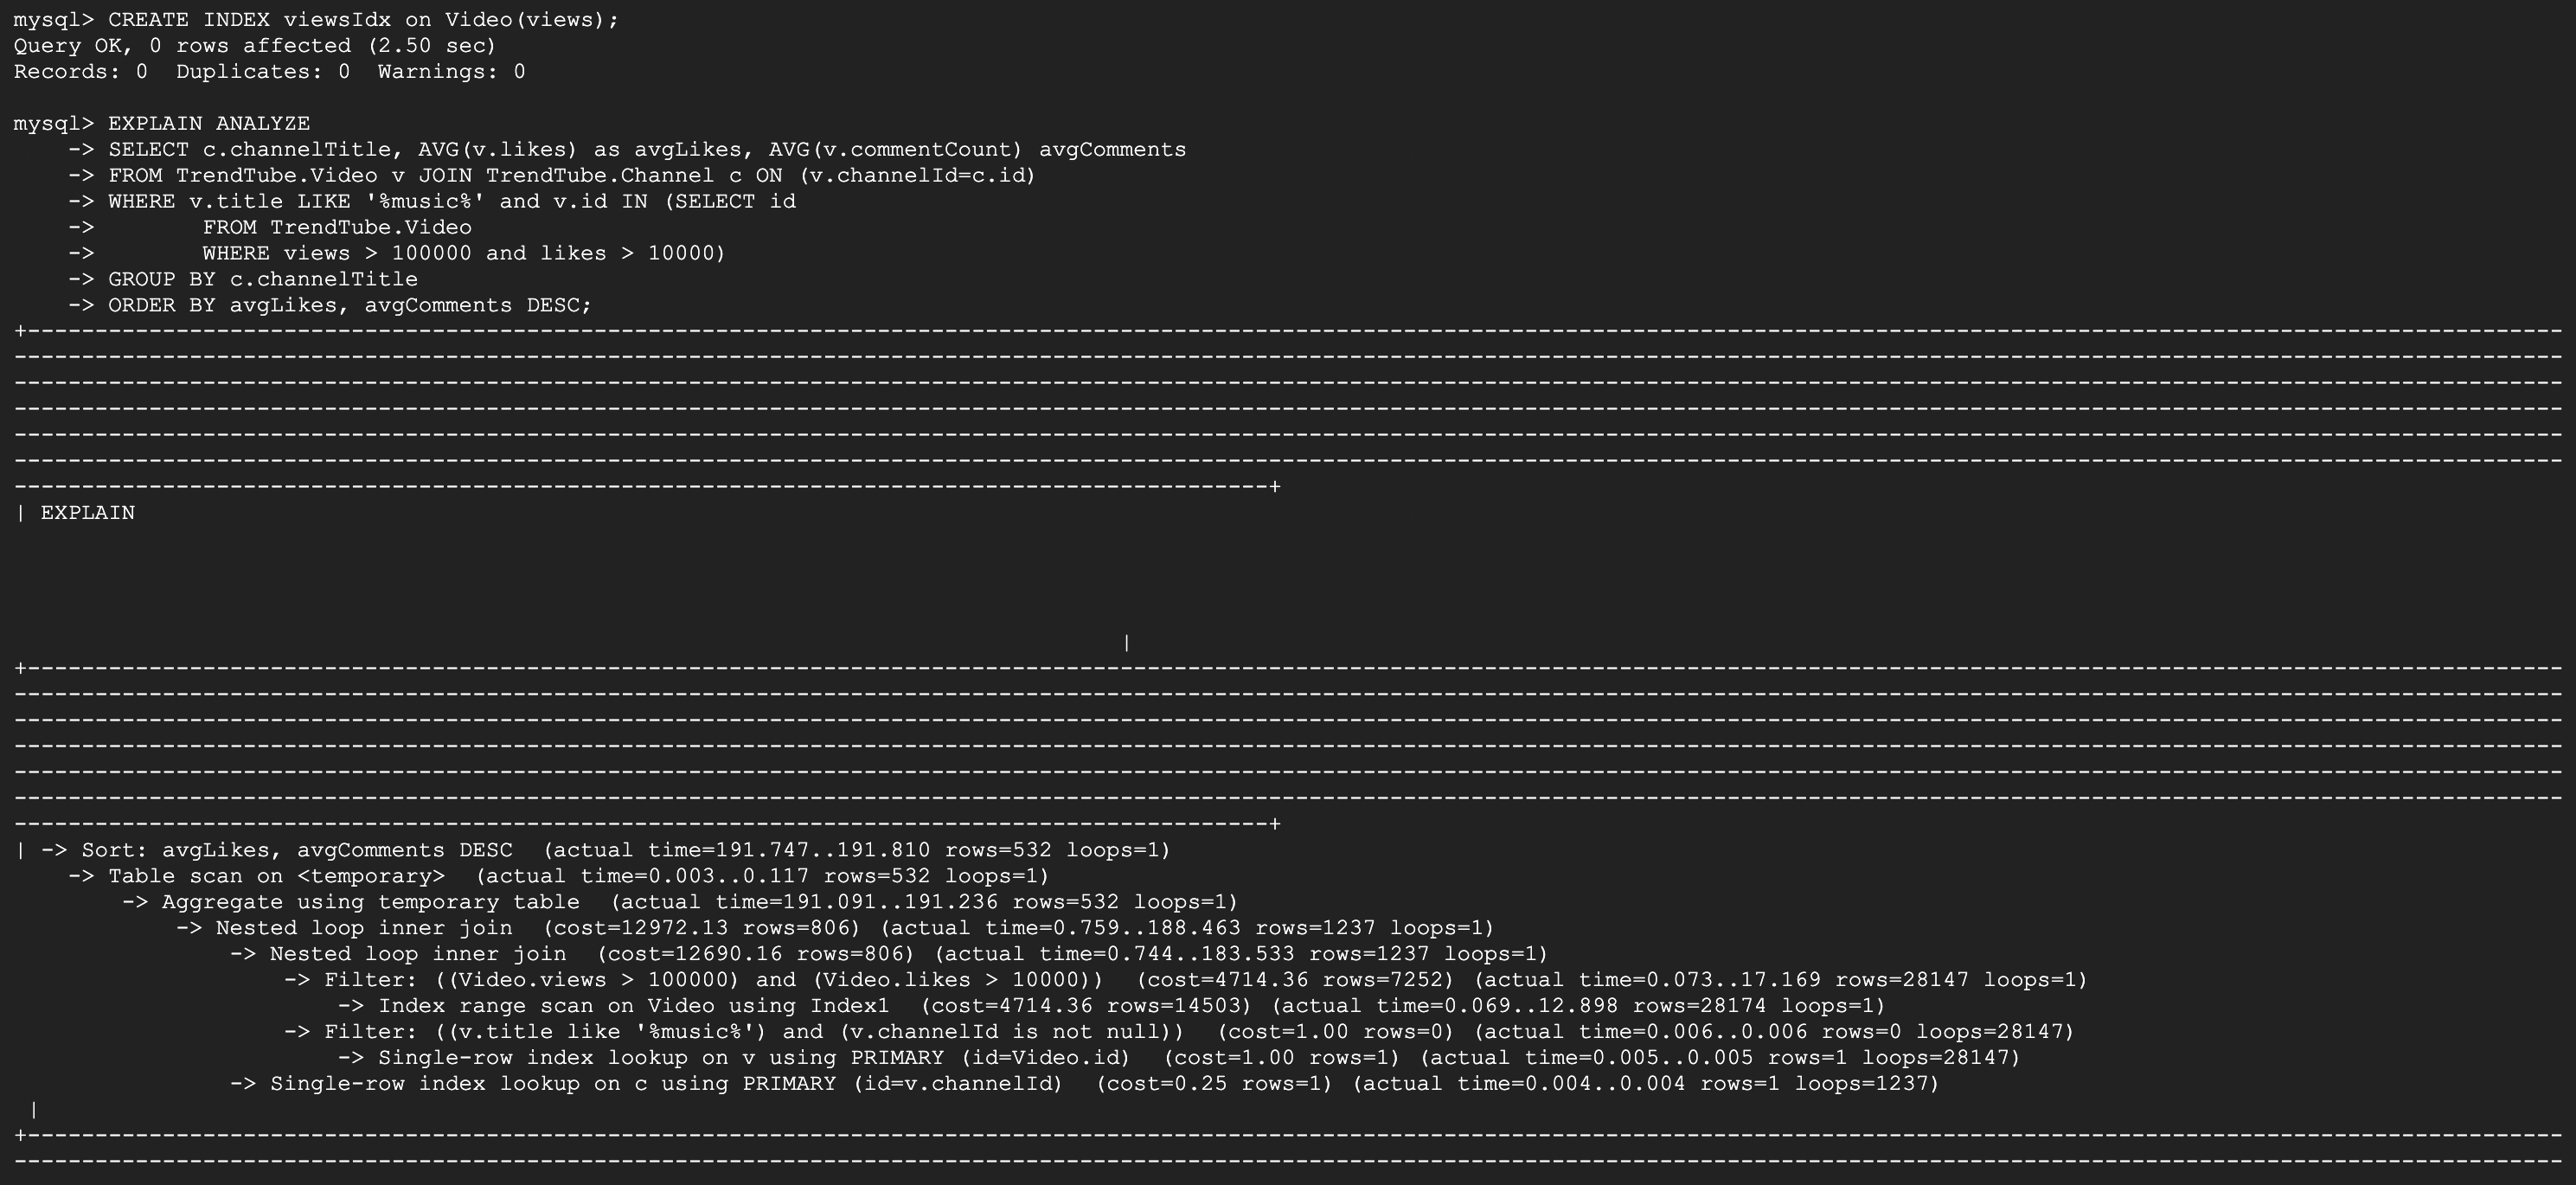 mysql> CREATE INDEX viewsIdx on Video(views);
Query OK, 0 rows affected (2.50 sec)
Records: 0  Duplicates: 0  Warnings: 0
mysql> EXPLAIN ANALYZE
    -> SELECT c.channelTitle, AVG(v.likes) as avgLikes, AVG(v.commentCount) avgComments
    -> FROM TrendTube.Video v JOIN TrendTube.Channel c ON (v.channelId=c.id)
    -> WHERE v.title LIKE '%music%' and v.id IN (SELECT id
    ->        FROM TrendTube.Video
    ->        WHERE views > 100000 and likes > 10000)
    -> GROUP BY c.channelTitle
    -> ORDER BY avgLikes, avgComments DESC;
| EXPLAIN
|
| -> Sort: avgLikes, avgComments DESC  (actual time=191.747..191.810 rows=532 loops=1)
    -> Table scan on <temporary>  (actual time=0.003..0.117 rows=532 loops=1)
        -> Aggregate using temporary table  (actual time=191.091..191.236 rows=532 loops=1)
            -> Nested loop inner join  (cost=12972.13 rows=806) (actual time=0.759..188.463 rows=1237 loops=1)
                -> Nested loop inner join  (cost=12690.16 rows=806) (actual time=0.744..183.533 rows=1237 loops=1)
                    -> Filter: ((Video.views > 100000) and (Video.likes > 10000))  (cost=4714.36 rows=7252) (actual time=0.073..17.169 rows=28147 loops=1)
                        -> Index range scan on Video using Index1  (cost=4714.36 rows=14503) (actual time=0.069..12.898 rows=28174 loops=1)
                    -> Filter: ((v.title like '%music%') and (v.channelId is not null))  (cost=1.00 rows=0) (actual time=0.006..0.006 rows=0 loops=28147)
                        -> Single-row index lookup on v using PRIMARY (id=Video.id)  (cost=1.00 rows=1) (actual time=0.005..0.005 rows=1 loops=28147)
                -> Single-row index lookup on c using PRIMARY (id=v.channelId)  (cost=0.25 rows=1) (actual time=0.004..0.004 rows=1 loops=1237)
 |